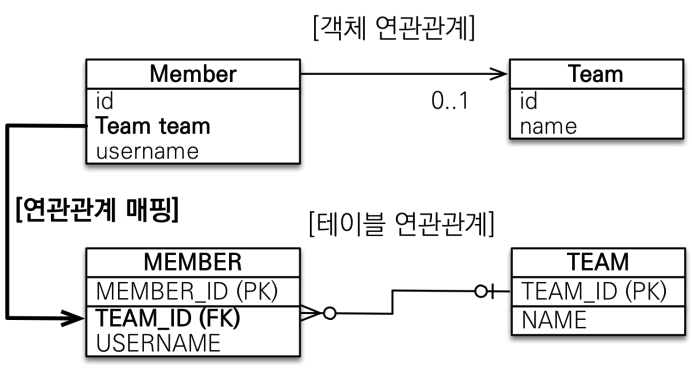 [객체 연관관계]
Member
id
Team team
username
0..1
Team
id
name
[연관관계 매핑]
[테이블 연관관계]
MEMBER
MEMBER_ID (PK)
TEAM_ID (FK)
USERNAME
TEAM
TEAM_ID (PK)
NAME